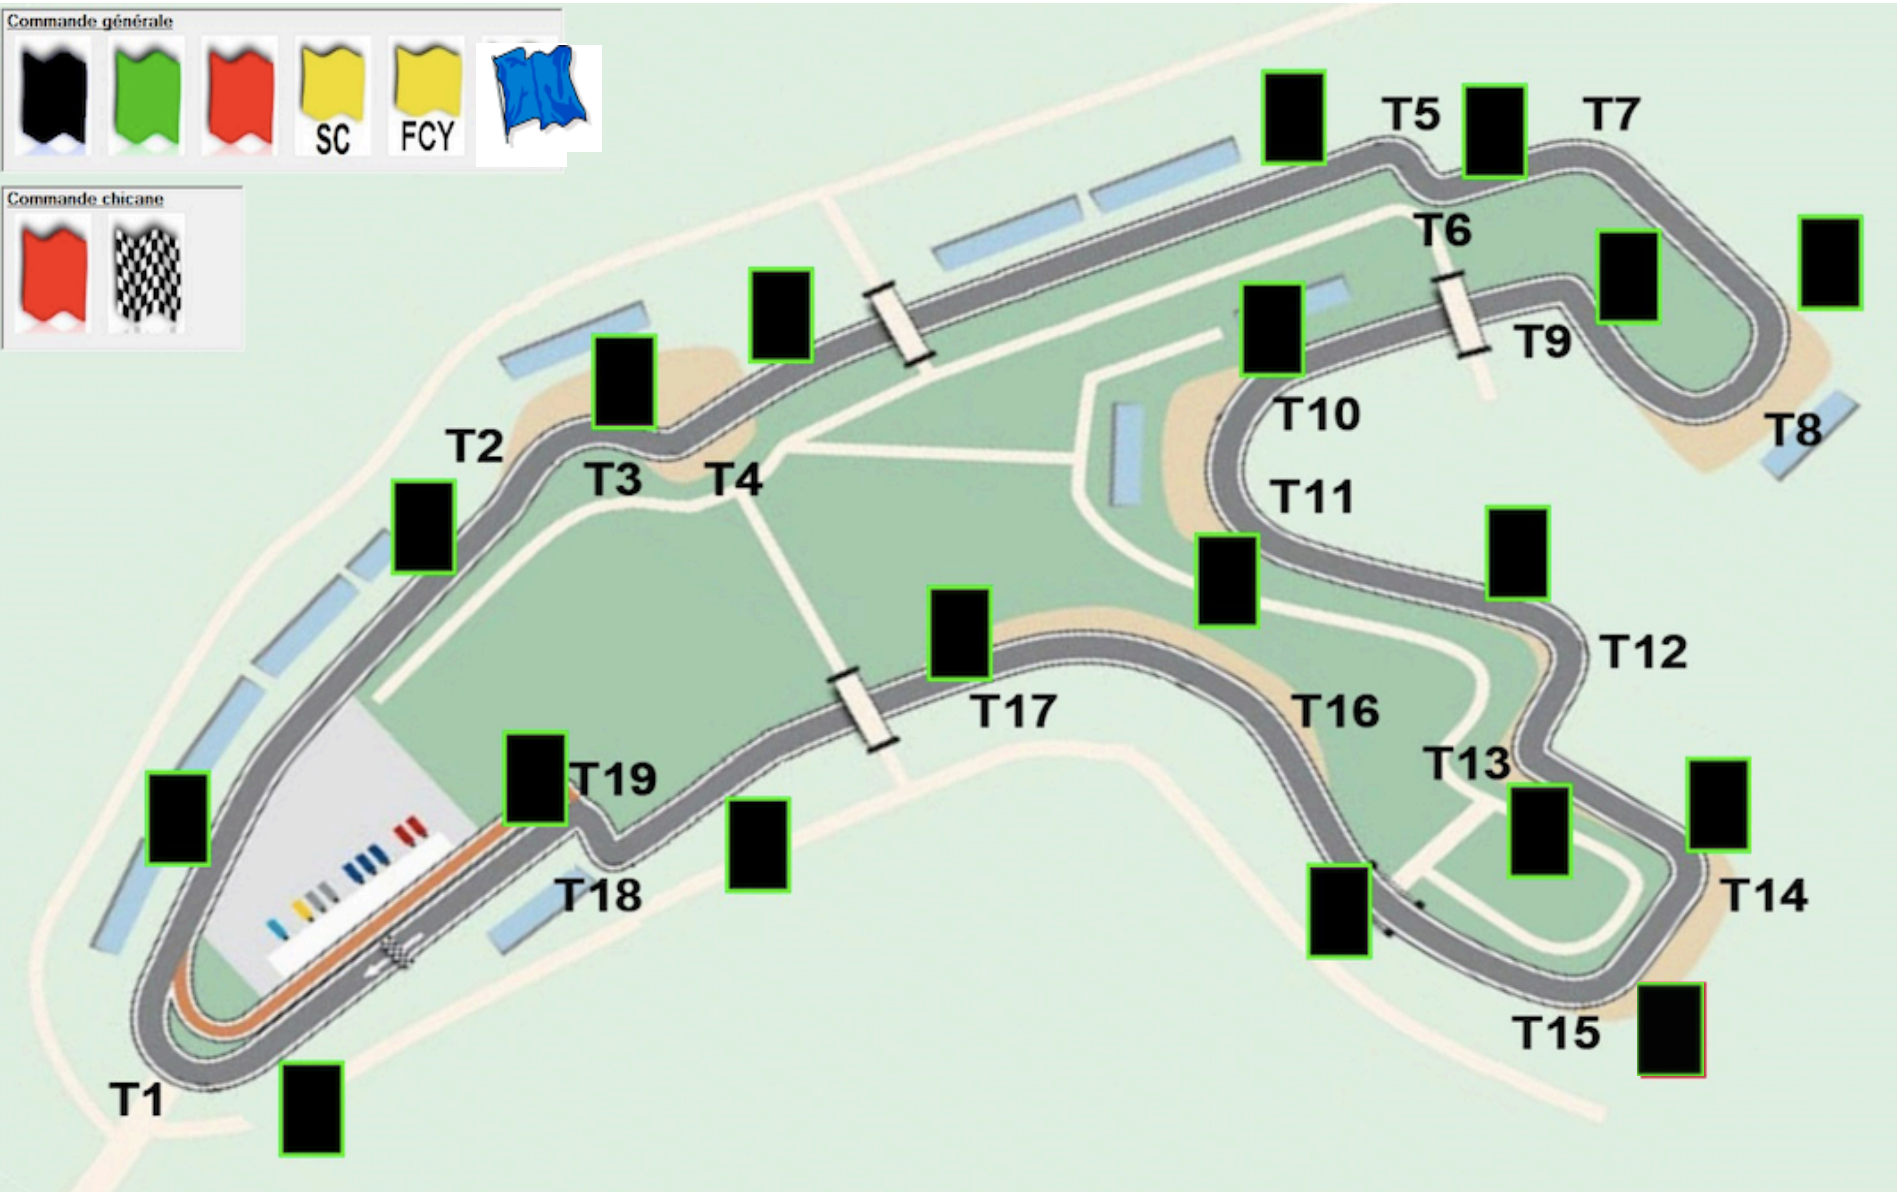 Commande générale
SC
FCY
Commande chicane
T5
T7
T6
T9
T2
T10
T8
T3
T4
T11
T12
T17
T16
T13
T19
T18
T14
T15
T1